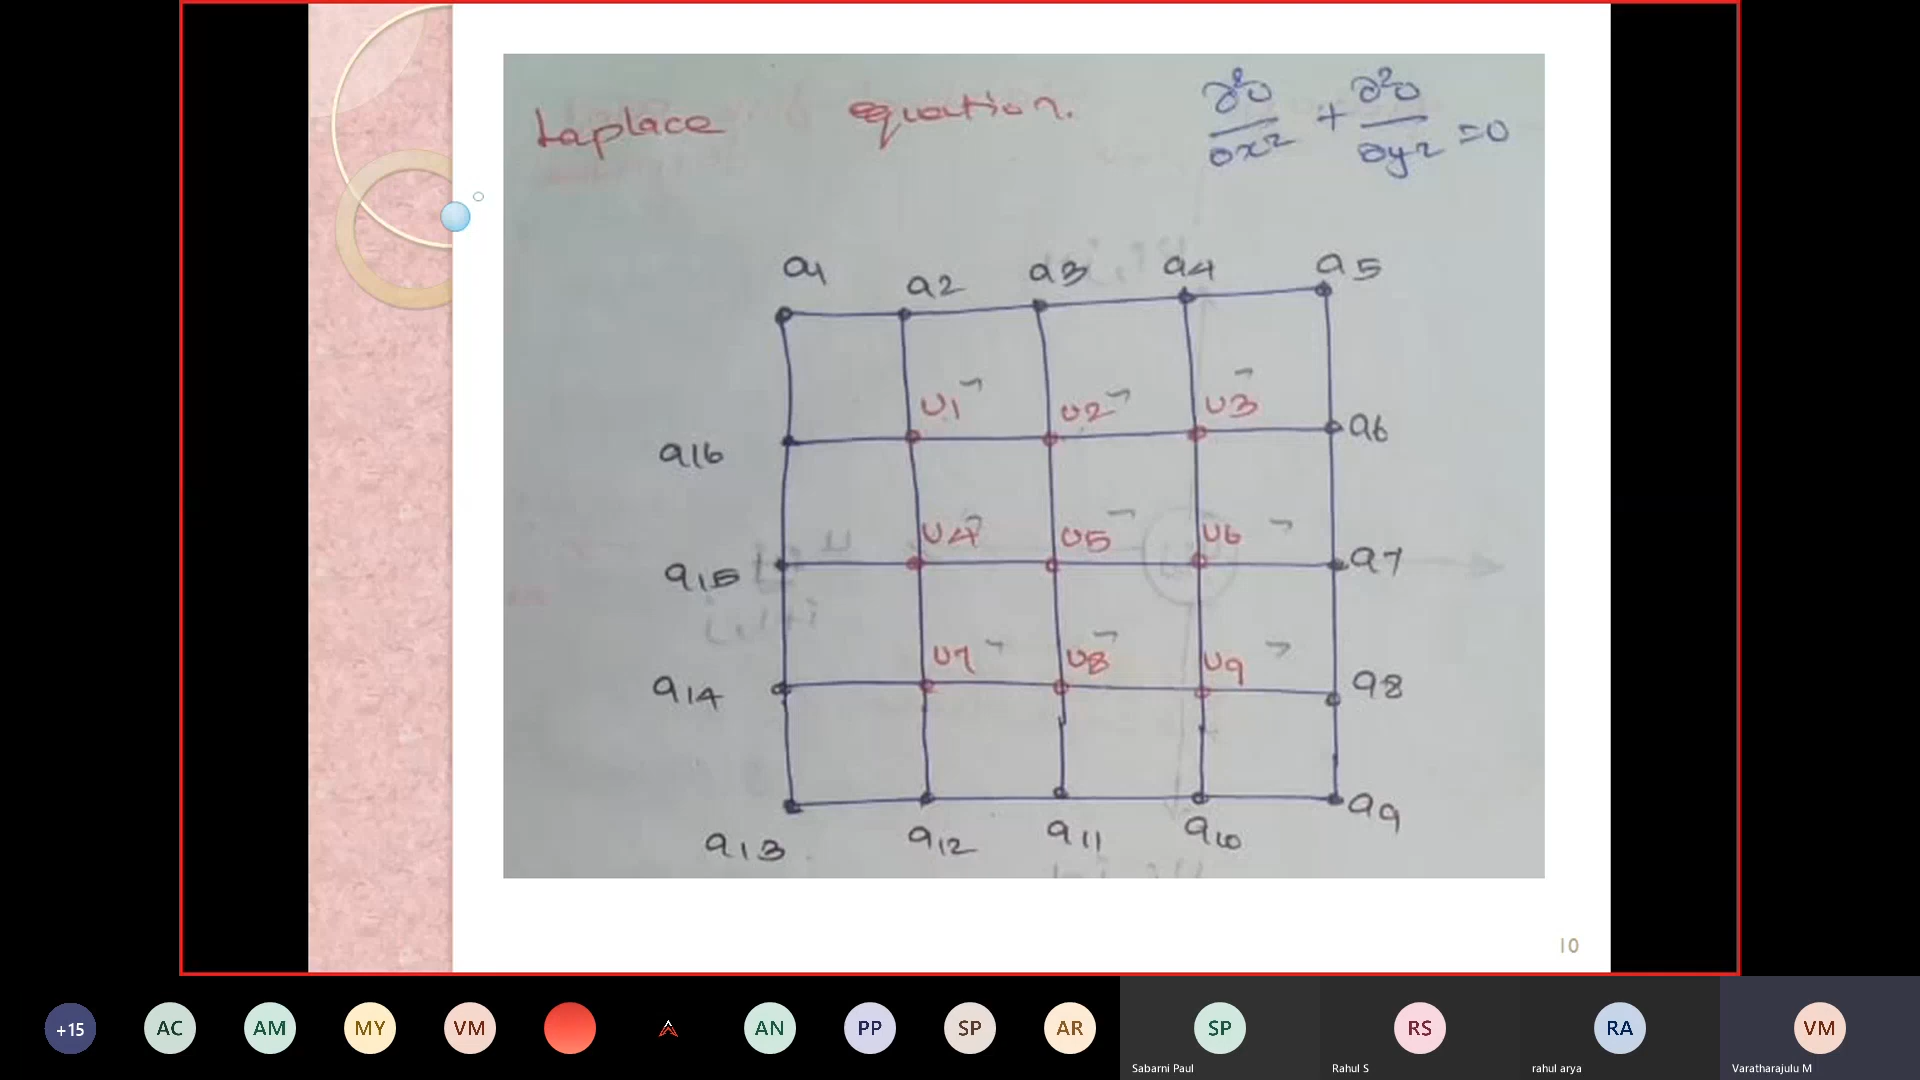 Laplace equation. ∂²u/∂x² + ∂²u/∂y² = 0
a1 a2 a3 a4 a5
U1 U2 U3
a16 a6
U4 U5 U6
a15 a7
U7 U8 U9
a14 a8
a13 a12 a11 a10 a9
10
+15 AC AM MY VM AN PP SP AR SP RS RA VM
Sabarni Paul Rahul S rahul arya Varatharajulu M